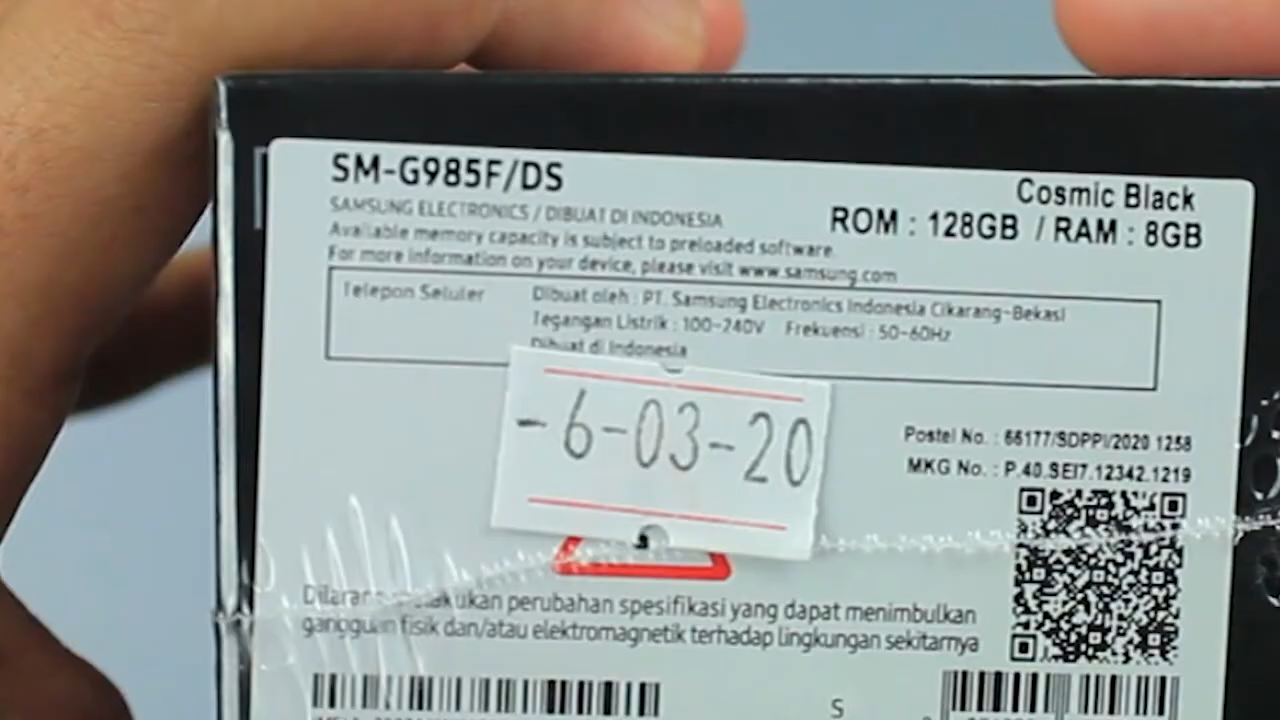 SM-G985F/DS
Cosmic Black
SAMSUNG ELECTRONICS / DIBUAT DI INDONESIA
ROM : 128GB / RAM : 8GB
Available memory capacity is subject to preloaded software.
For more information on your device, please visit www.samsung.com
Telepon Seluler
Dibuat oleh : PT. Samsung Electronics Indonesia Cikarang-Bekasi
Tegangan Listrik : 100-240V Frekuensi : 50-60Hz
Dibuat di Indonesia
-6-03-20
Postel No. : 66177/SDPPI/2020 1258
MKG No. : P.40.SEI7.12342.1219
perubahan spesifikasi yang dapat menimbulkan
gangguan fisik dan/atau elektromagnetik terhadap lingkungan sekitarnya
S